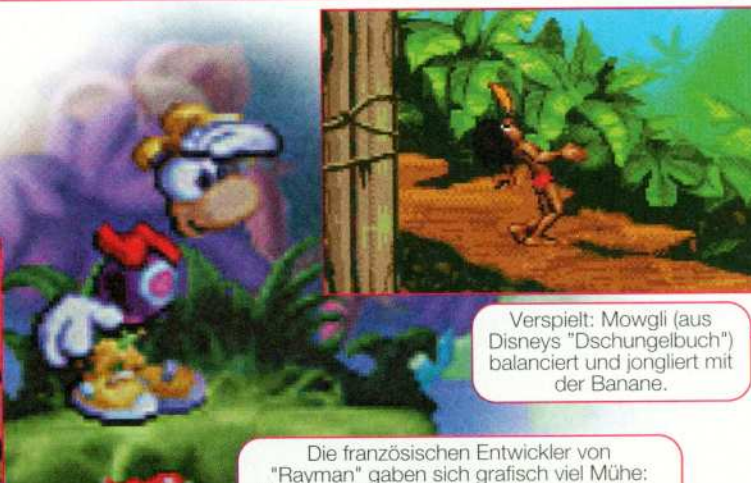 Verspielt: Mowgli (aus
Disneys "Dschungelbuch")
balanciert und jongliert mit
der Banane.
Die französischen Entwickler von
"Rayman" gaben sich grafisch viel Mühe: